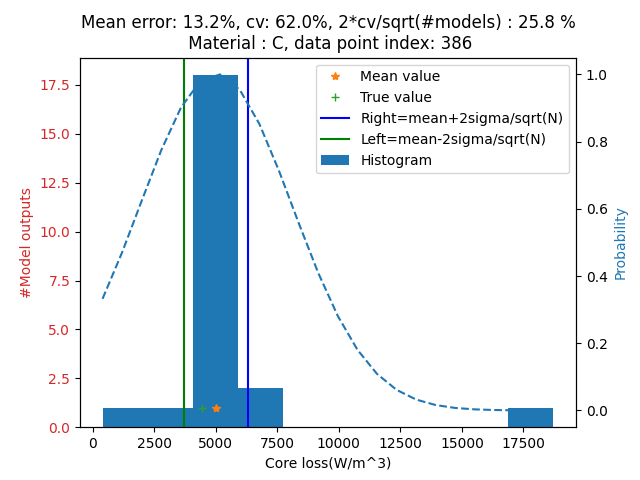 Mean error: 13.2%, cv: 62.0%, 2*cv/sqrt(#models) : 25.8 %
Material : C, data point index: 386
Mean value
True value
Right=mean+2sigma/sqrt(N)
Left=mean-2sigma/sqrt(N)
Histogram
#Model outputs
17.5
15.0
12.5
10.0
7.5
5.0
2.5
0.0
1.0
0.8
0.6
0.4
0.2
0.0
Probability
0 2500 5000 7500 10000 12500 15000 17500
Core loss(W/m^3)